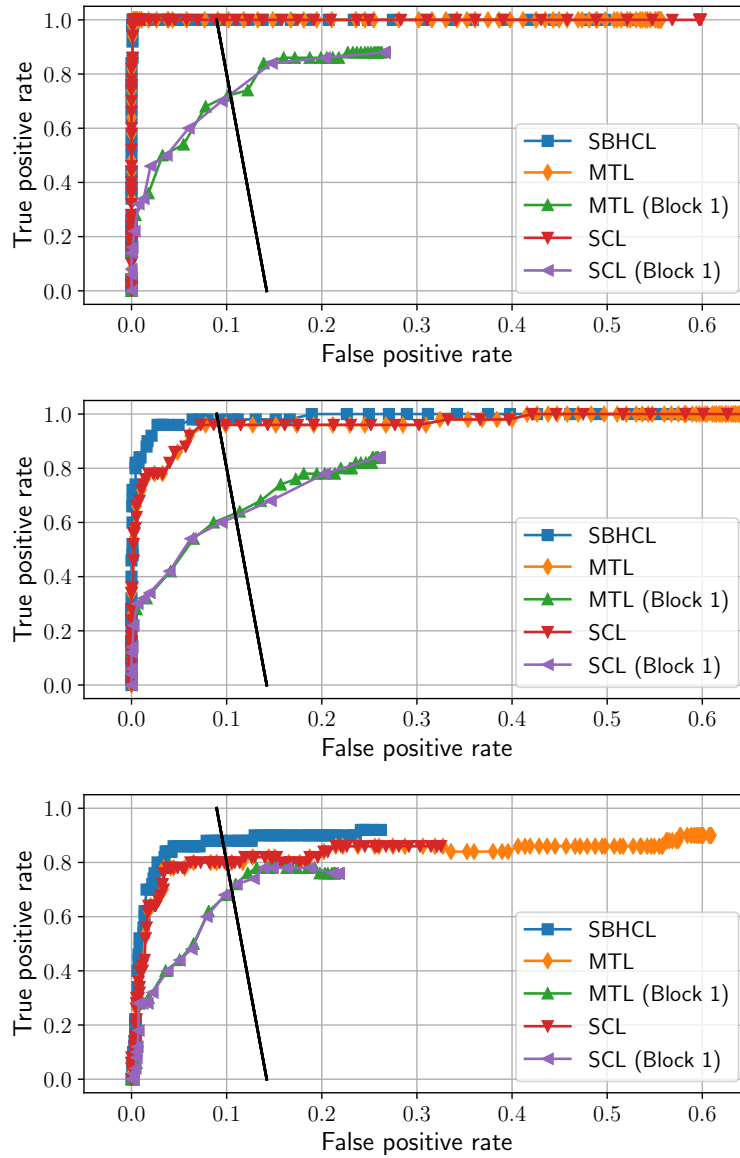 1.0
0.8
0.6
0.4
0.2
0.0
True positive rate
SBHCL
MTL
MTL (Block 1)
SCL
SCL (Block 1)
0.0 0.1 0.2 0.3 0.4 0.5 0.6
False positive rate
1.0
0.8
0.6
0.4
0.2
0.0
True positive rate
SBHCL
MTL
MTL (Block 1)
SCL
SCL (Block 1)
0.0 0.1 0.2 0.3 0.4 0.5 0.6
False positive rate
1.0
0.8
0.6
0.4
0.2
0.0
True positive rate
SBHCL
MTL
MTL (Block 1)
SCL
SCL (Block 1)
0.0 0.1 0.2 0.3 0.4 0.5 0.6
False positive rate